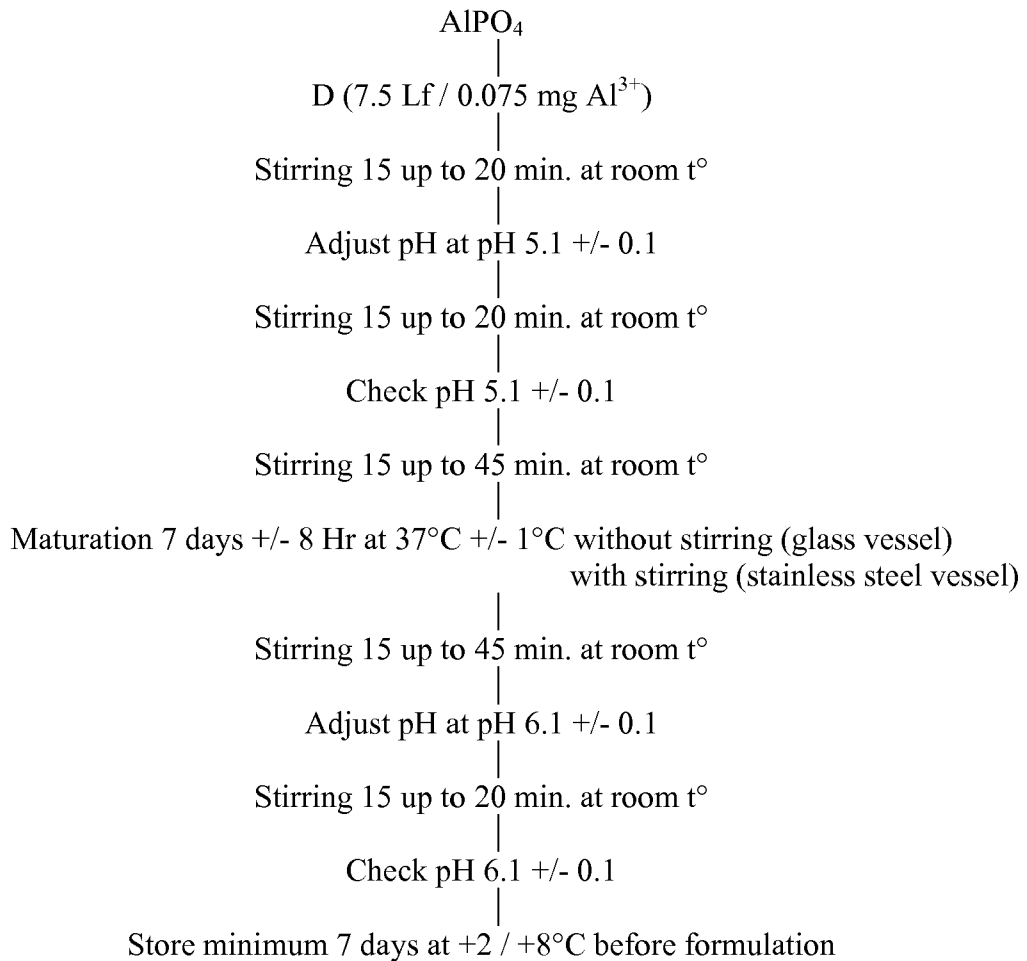 AlPO₄
D (7.5 Lf / 0.075 mg Al³⁺)
Stirring 15 up to 20 min. at room t°
Adjust pH at pH 5.1 +/- 0.1
Stirring 15 up to 20 min. at room t°
Check pH 5.1 +/- 0.1
Stirring 15 up to 45 min. at room t°
Maturation 7 days +/- 8 Hr at 37°C +/- 1°C without stirring (glass vessel)
with stirring (stainless steel vessel)
Stirring 15 up to 45 min. at room t°
Adjust pH at pH 6.1 +/- 0.1
Stirring 15 up to 20 min. at room t°
Check pH 6.1 +/- 0.1
Store minimum 7 days at +2 / +8°C before formulation